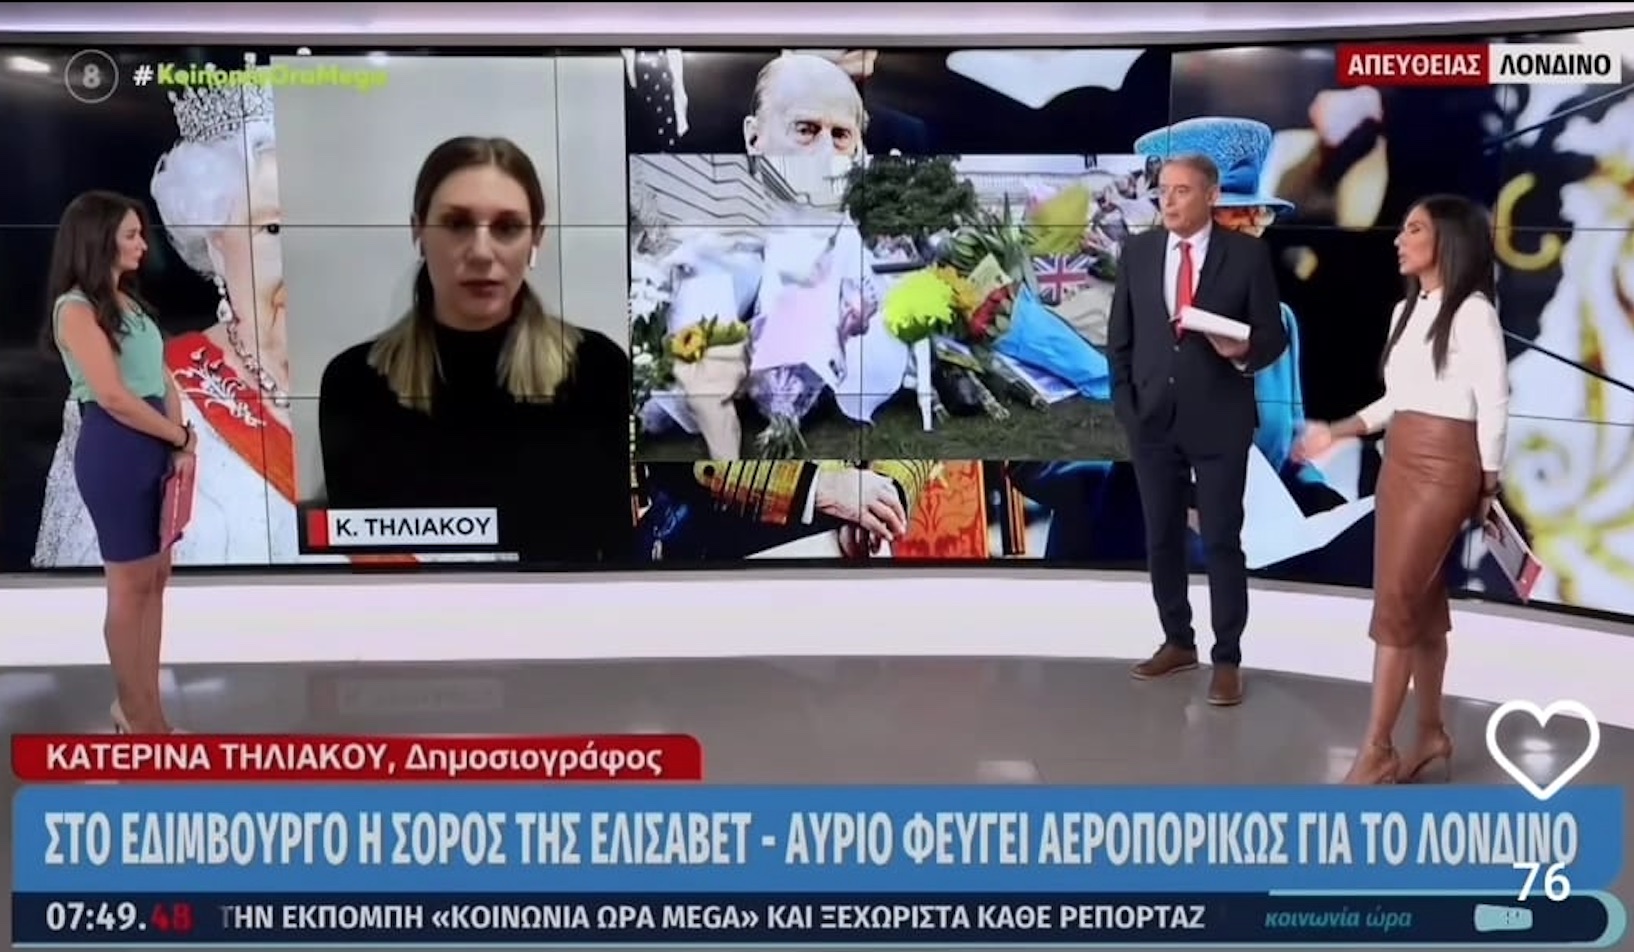 8 #KoinoniaOraMega
ΑΠΕΥΘΕΙΑΣ ΛΟΝΔΙΝΟ
Κ. ΤΗΛΙΑΚΟΥ
ΚΑΤΕΡΙΝΑ ΤΗΛΙΑΚΟΥ, Δημοσιογράφος
ΣΤΟ ΕΔΙΜΒΟΥΡΓΟ Η ΣΟΡΟΣ ΤΗΣ ΕΛΙΣΑΒΕΤ - ΑΥΡΙΟ ΦΕΥΓΕΙ ΑΕΡΟΠΟΡΙΚΩΣ ΓΙΑ ΤΟ ΛΟΝΔΙΝΟ
76
07:49.48 ΤΗΝ ΕΚΠΟΜΠΗ «ΚΟΙΝΩΝΙΑ ΩΡΑ MEGA» ΚΑΙ ΞΕΧΩΡΙΣΤΑ ΚΑΘΕ ΡΕΠΟΡΤΑΖ κοινωνία ώρα